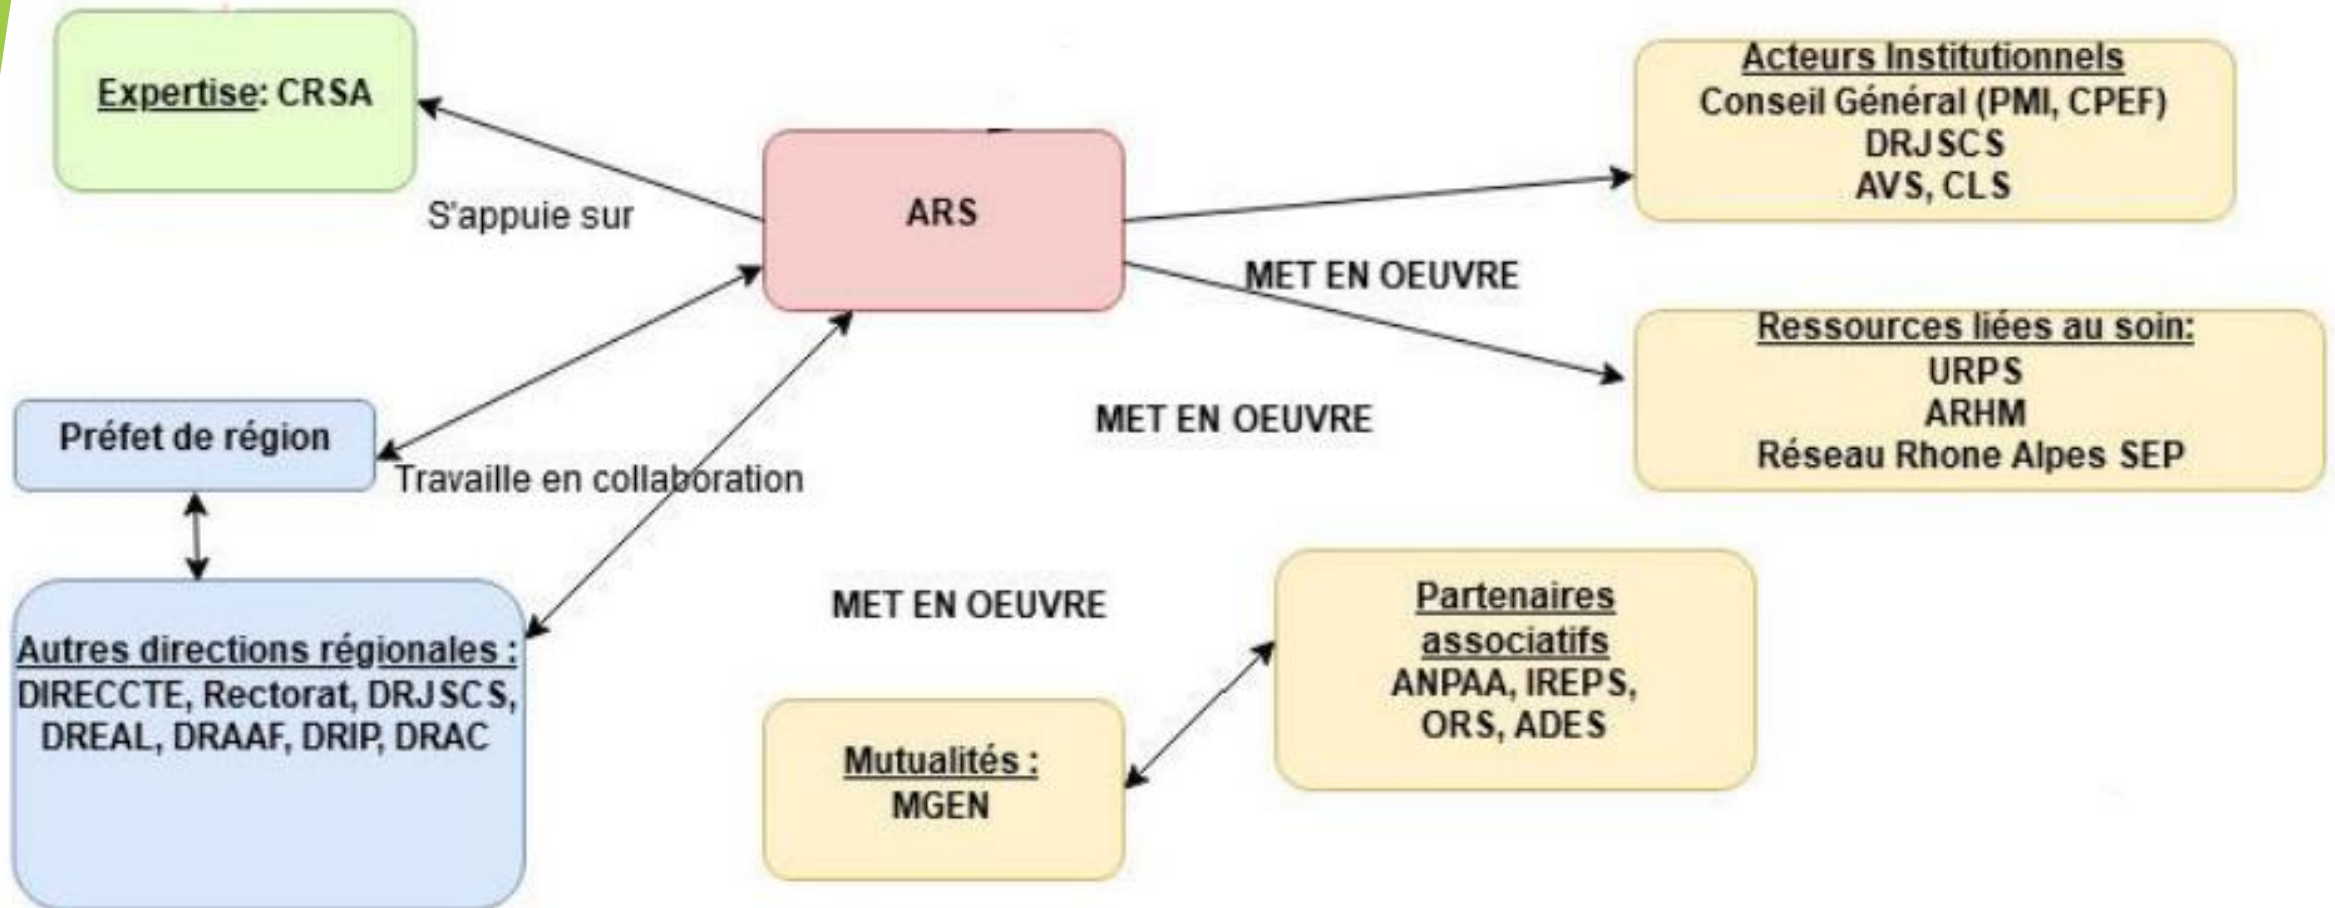 Expertise: CRSA
S'appuie sur
ARS
Acteurs Institutionnels
Conseil Général (PMI, CPEF)
DRJSCS
AVS, CLS
MET EN OEUVRE
Ressources liées au soin:
URPS
ARHM
Réseau Rhone Alpes SEP
MET EN OEUVRE
Préfet de région
Travaille en collaboration
Autres directions régionales :
DIRECCTE, Rectorat, DRJSCS,
DREAL, DRAAF, DRIP, DRAC
MET EN OEUVRE
Partenaires
associatifs
ANPAA, IREPS,
ORS, ADES
Mutualités :
MGEN